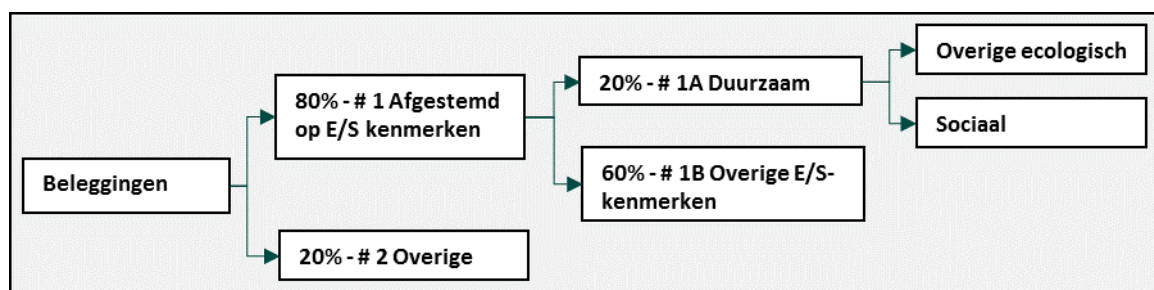 Beleggingen
80% - # 1 Afgestemd
op E/S kenmerken
20% - # 2 Overige
20% - # 1A Duurzaam
60% - # 1B Overige E/S-
kenmerken
Overige ecologisch
Sociaal